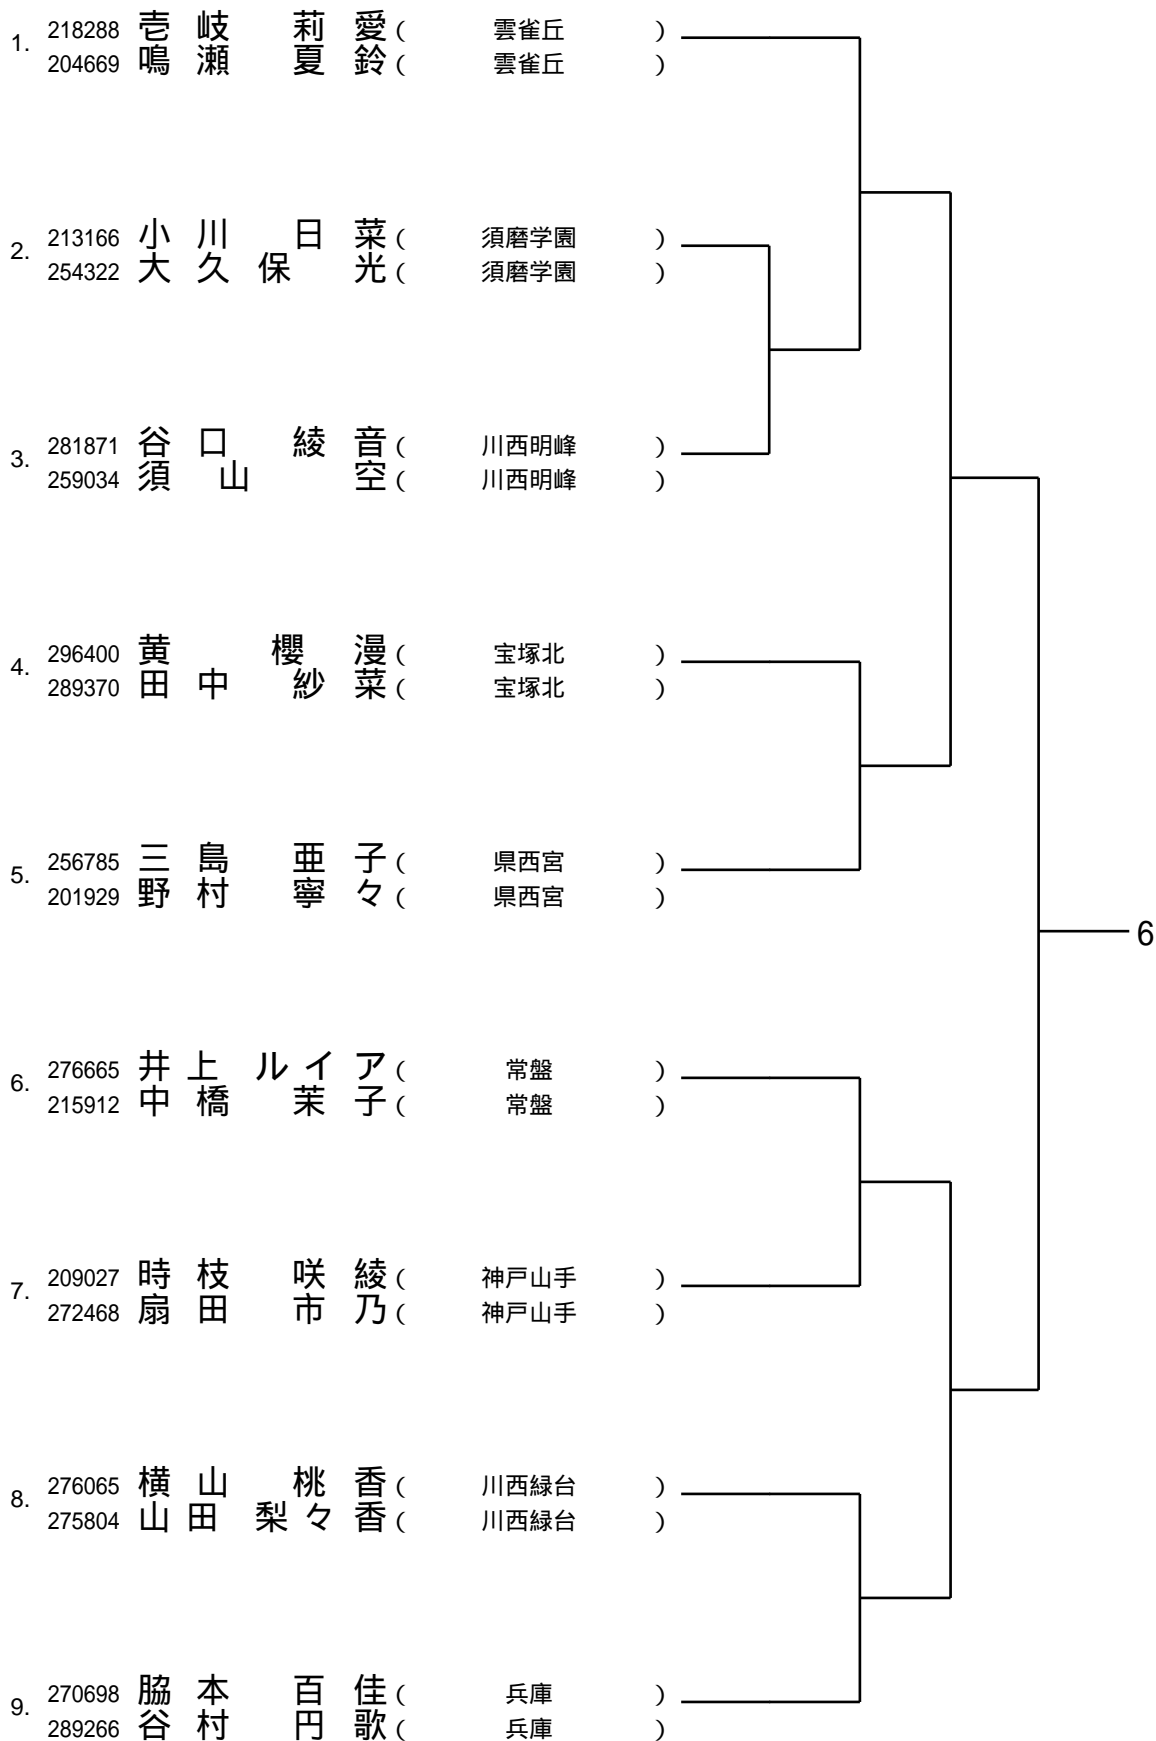 1. 218288 壱岐 莉愛 ( 雲雀丘 )
204669 鳴瀬 夏鈴 ( 雲雀丘 )
2. 213166 小川 日菜 ( 須磨学園 )
254322 大久保 光 ( 須磨学園 )
3. 281871 谷口 綾音 ( 川西明峰 )
259034 須山 空 ( 川西明峰 )
4. 296400 黄 櫻漫 ( 宝塚北 )
289370 田中 紗菜 ( 宝塚北 )
5. 256785 三島 亜子 ( 県西宮 )
201929 野村 寧々 ( 県西宮 )
6
6. 276665 井上 ルイア ( 常盤 )
215912 中橋 茉子 ( 常盤 )
7. 209027 時枝 咲綾 ( 神戸山手 )
272468 扇田 市乃 ( 神戸山手 )
8. 276065 横山 桃香 ( 川西緑台 )
275804 山田 梨々香 ( 川西緑台 )
9. 270698 脇本 百佳 ( 兵庫 )
289266 谷村 円歌 ( 兵庫 )